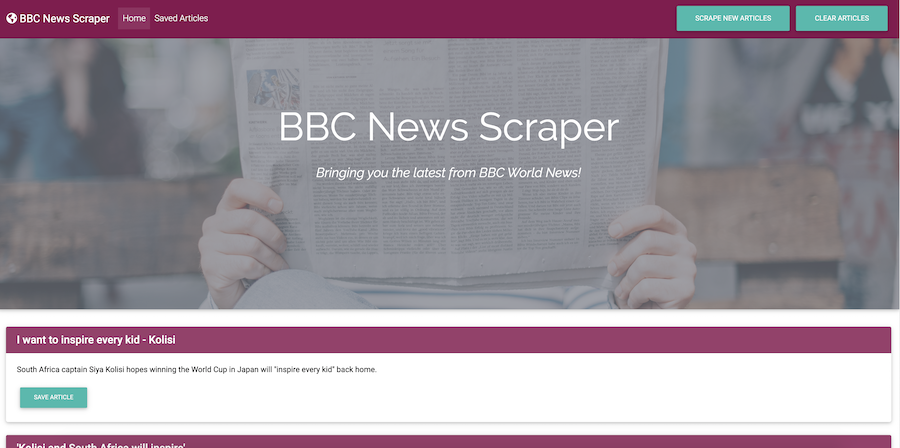 BBC News Scraper
Home
Saved Articles
SCRAPE NEW ARTICLES
CLEAR ARTICLES
BBC News Scraper
Bringing you the latest from BBC World News!
I want to inspire every kid - Kolisi
South Africa captain Siya Kolisi hopes winning the World Cup in Japan will "inspire every kid" back home.
SAVE ARTICLE
'Kolisi and South Africa will inspire'